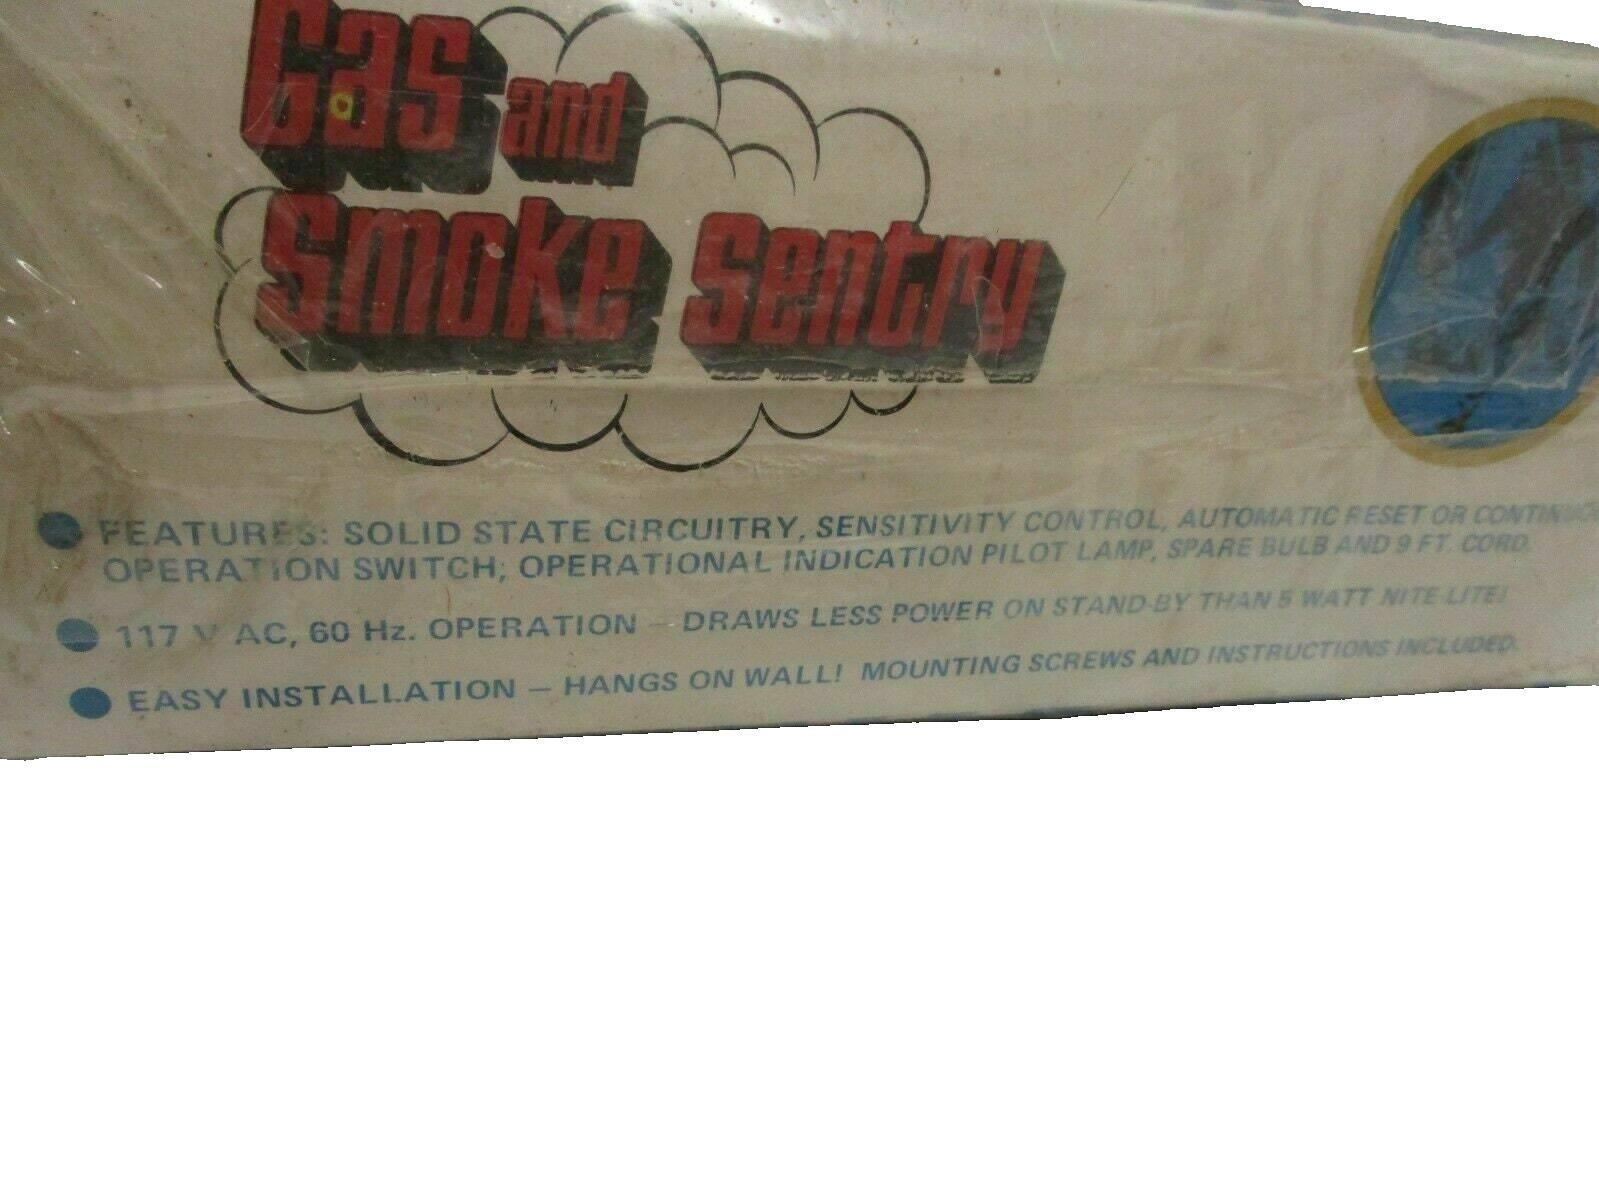 Gas and
Smoke Sentry
FEATURES: SOLID STATE CIRCUITRY, SENSITIVITY CONTROL, AUTOMATIC RESET OR
OPERATION SWITCH; OPERATIONAL INDICATION PILOT LAMP, SPARE BULB AND 9 FT. CORD.
117 V AC, 60 Hz. OPERATION — DRAWS LESS POWER ON STAND-BY THAN 5 WATT NITE-LITE!
EASY INSTALLATION — HANGS ON WALL! MOUNTING SCREWS AND INSTRUCTIONS INCLUDED.